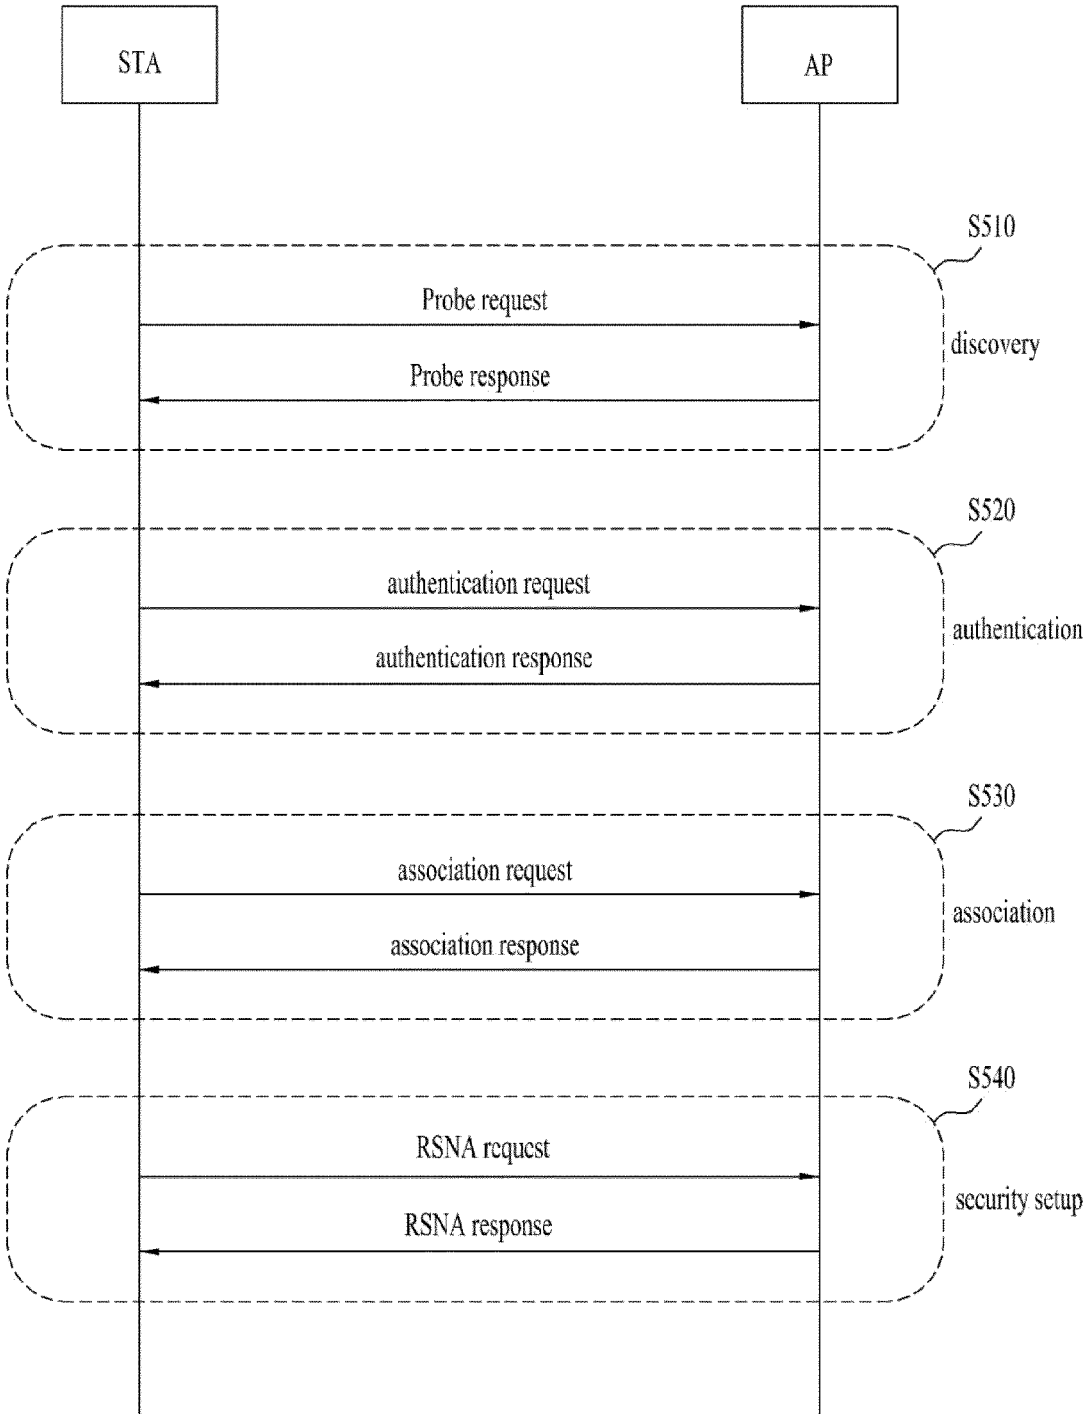 STA
AP
S510
Probe request
discovery
Probe response
S520
authentication request
authentication
authentication response
S530
association request
association
association response
S540
RSNA request
security setup
RSNA response